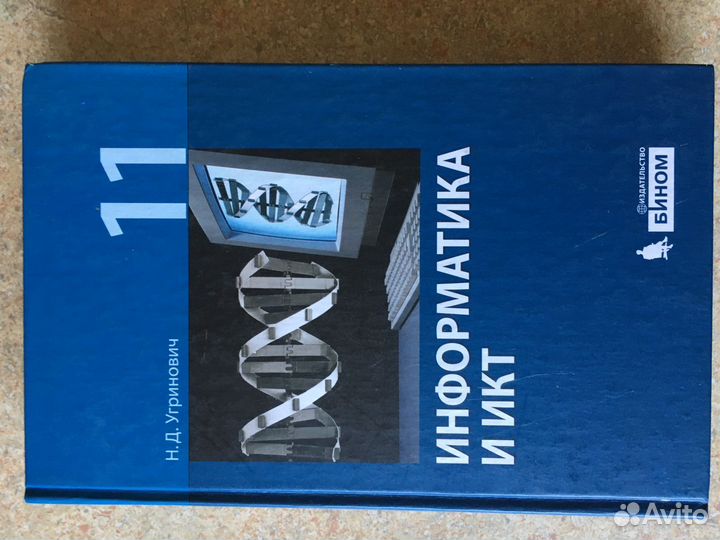 Н.Д. Угринович
11
ИНФОРМАТИКА
И ИКТ
ИЗДАТЕЛЬСТВО
БИНОМ
Avito